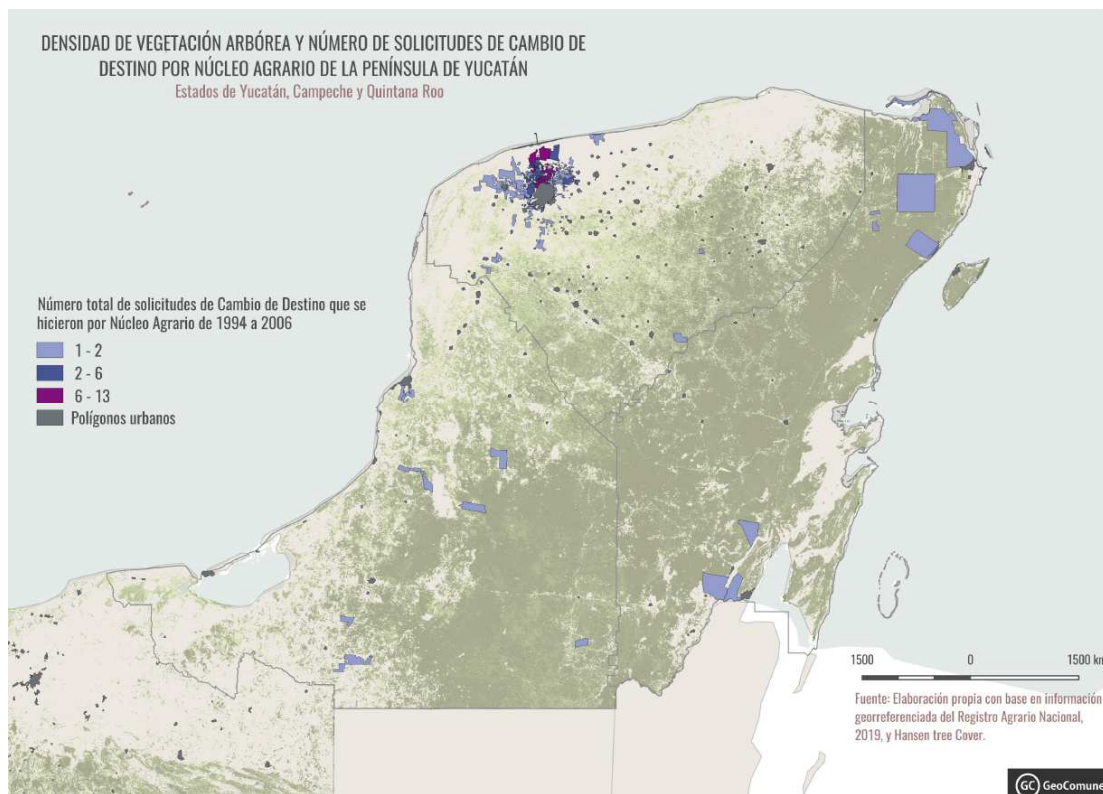 DENSIDAD DE VEGETACIÓN ARBÓREA Y NÚMERO DE SOLICITUDES DE CAMBIO DE
DESTINO POR NÚCLEO AGRARIO DE LA PENÍNSULA DE YUCATÁN
Estados de Yucatán, Campeche y Quintana Roo
Número total de solicitudes de Cambio de Destino que se
hicieron por Núcleo Agrario de 1994 a 2006
1 - 2
2 - 6
6 - 13
Polígonos urbanos
1500 0 1500 km
Fuente: Elaboración propia con base en información
georreferenciada del Registro Agrario Nacional,
2019, y Hansen tree Cover.
GC GeoComune